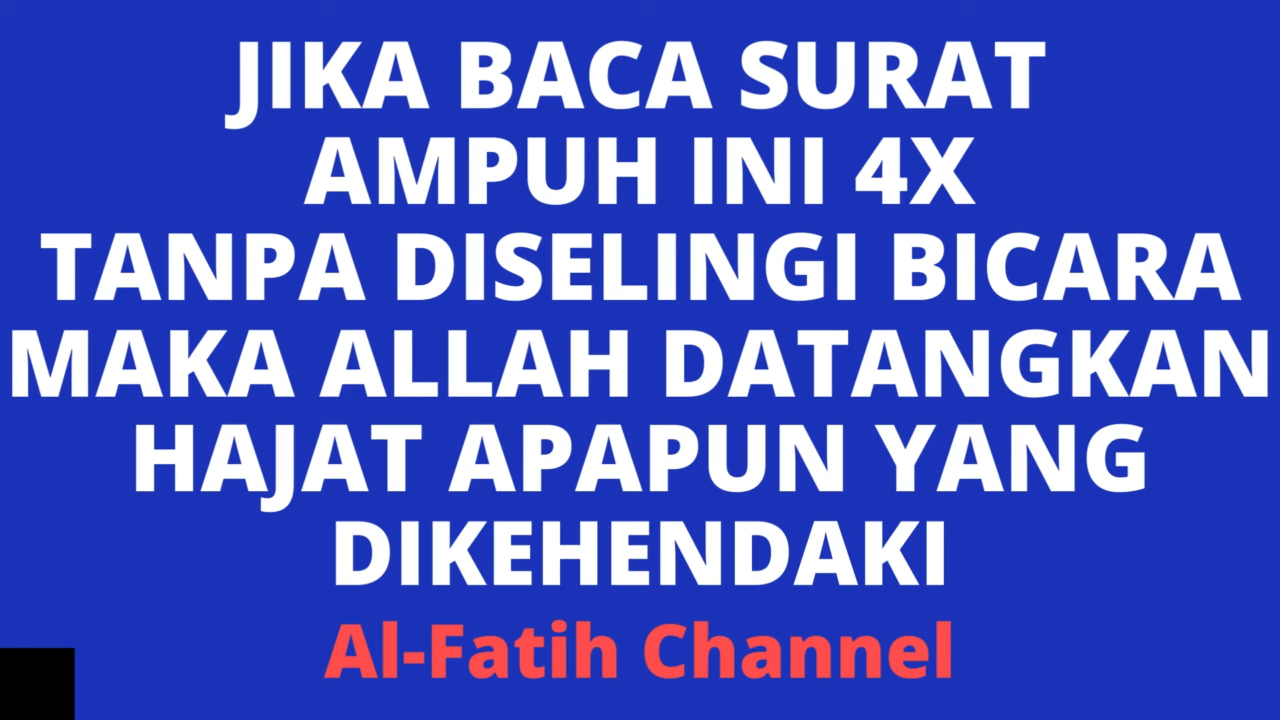 JIKA BACA SURAT
AMPUH INI 4X
TANPA DISELINGI BICARA
MAKA ALLAH DATANGKAN
HAJAT APAPUN YANG
DIKEHENDAKI
Al-Fatih Channel